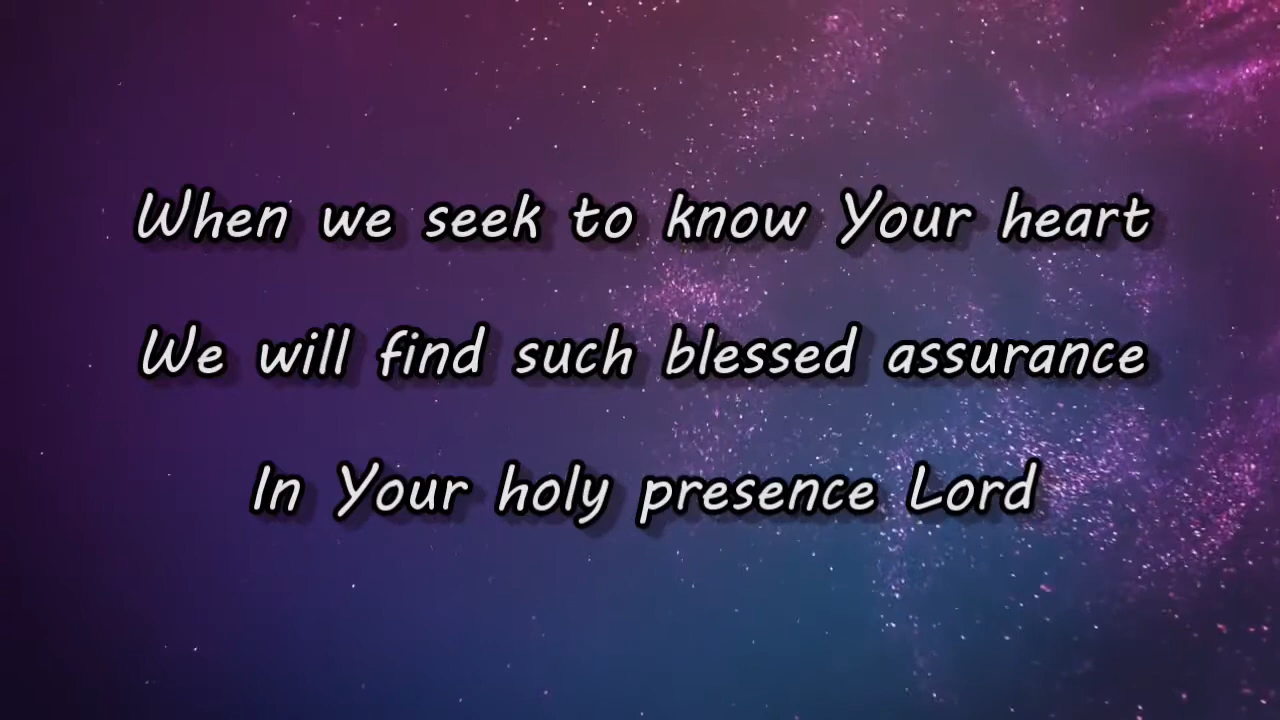 When we seek to know Your heart
We will find such blessed assurance
In Your holy presence Lord